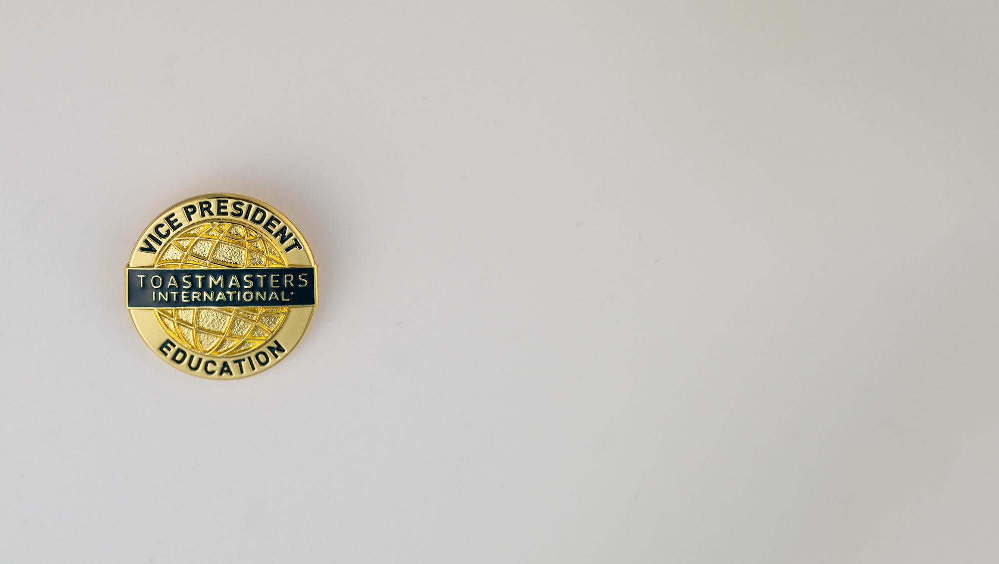 VICE PRESIDENT
TOASTMASTERS
INTERNATIONAL
EDUCATION